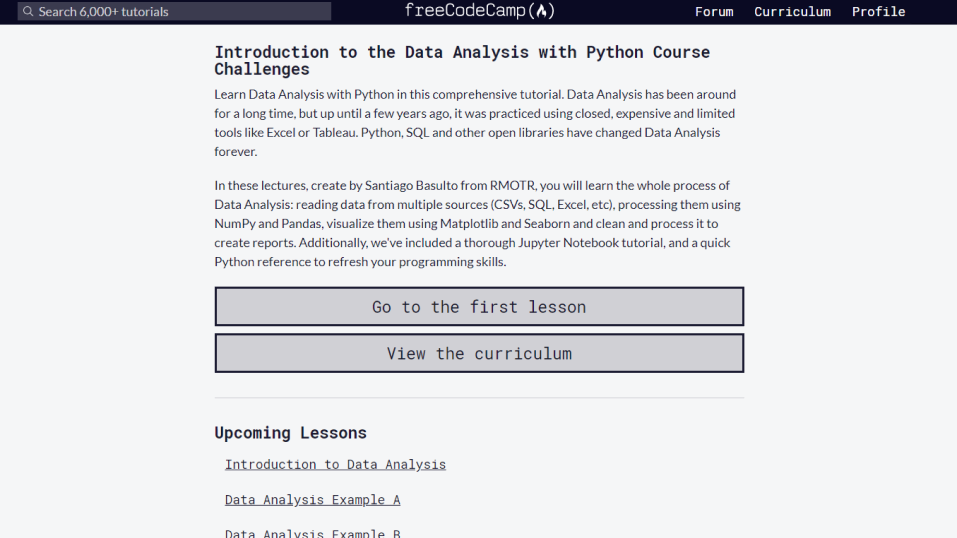 Search 6,000+ tutorials
freeCodeCamp
Forum Curriculum Profile
Introduction to the Data Analysis with Python Course
Challenges
Learn Data Analysis with Python in this comprehensive tutorial. Data Analysis has been around
for a long time, but up until a few years ago, it was practiced using closed, expensive and limited
tools like Excel or Tableau. Python, SQL and other open libraries have changed Data Analysis
forever.
In these lectures, create by Santiago Basulto from RMOTR, you will learn the whole process of
Data Analysis: reading data from multiple sources (CSVs, SQL, Excel, etc), processing them using
NumPy and Pandas, visualize them using Matplotlib and Seaborn and clean and process it to
create reports. Additionally, we've included a thorough Jupyter Notebook tutorial, and a quick
Python reference to refresh your programming skills.
Go to the first lesson
View the curriculum
Upcoming Lessons
Introduction to Data Analysis
Data Analysis Example A
Data Analysis Example B